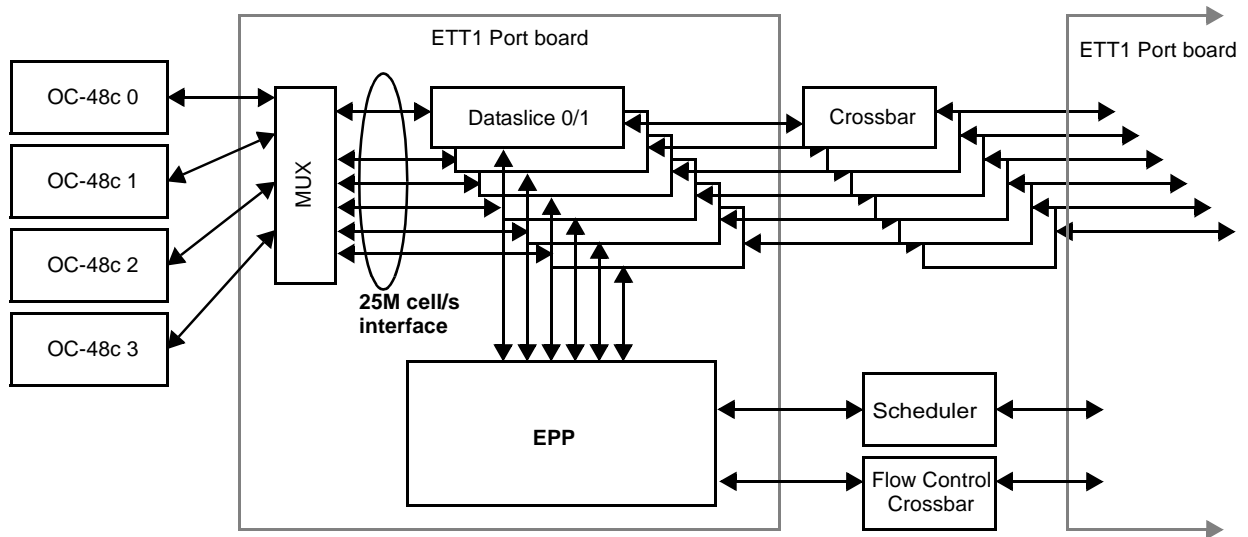 ETT1 Port board
ETT1 Port board
OC-48c 0
OC-48c 1
OC-48c 2
OC-48c 3
MUX
Dataslice 0/1
Crossbar
25M cell/s
interface
EPP
Scheduler
Flow Control
Crossbar